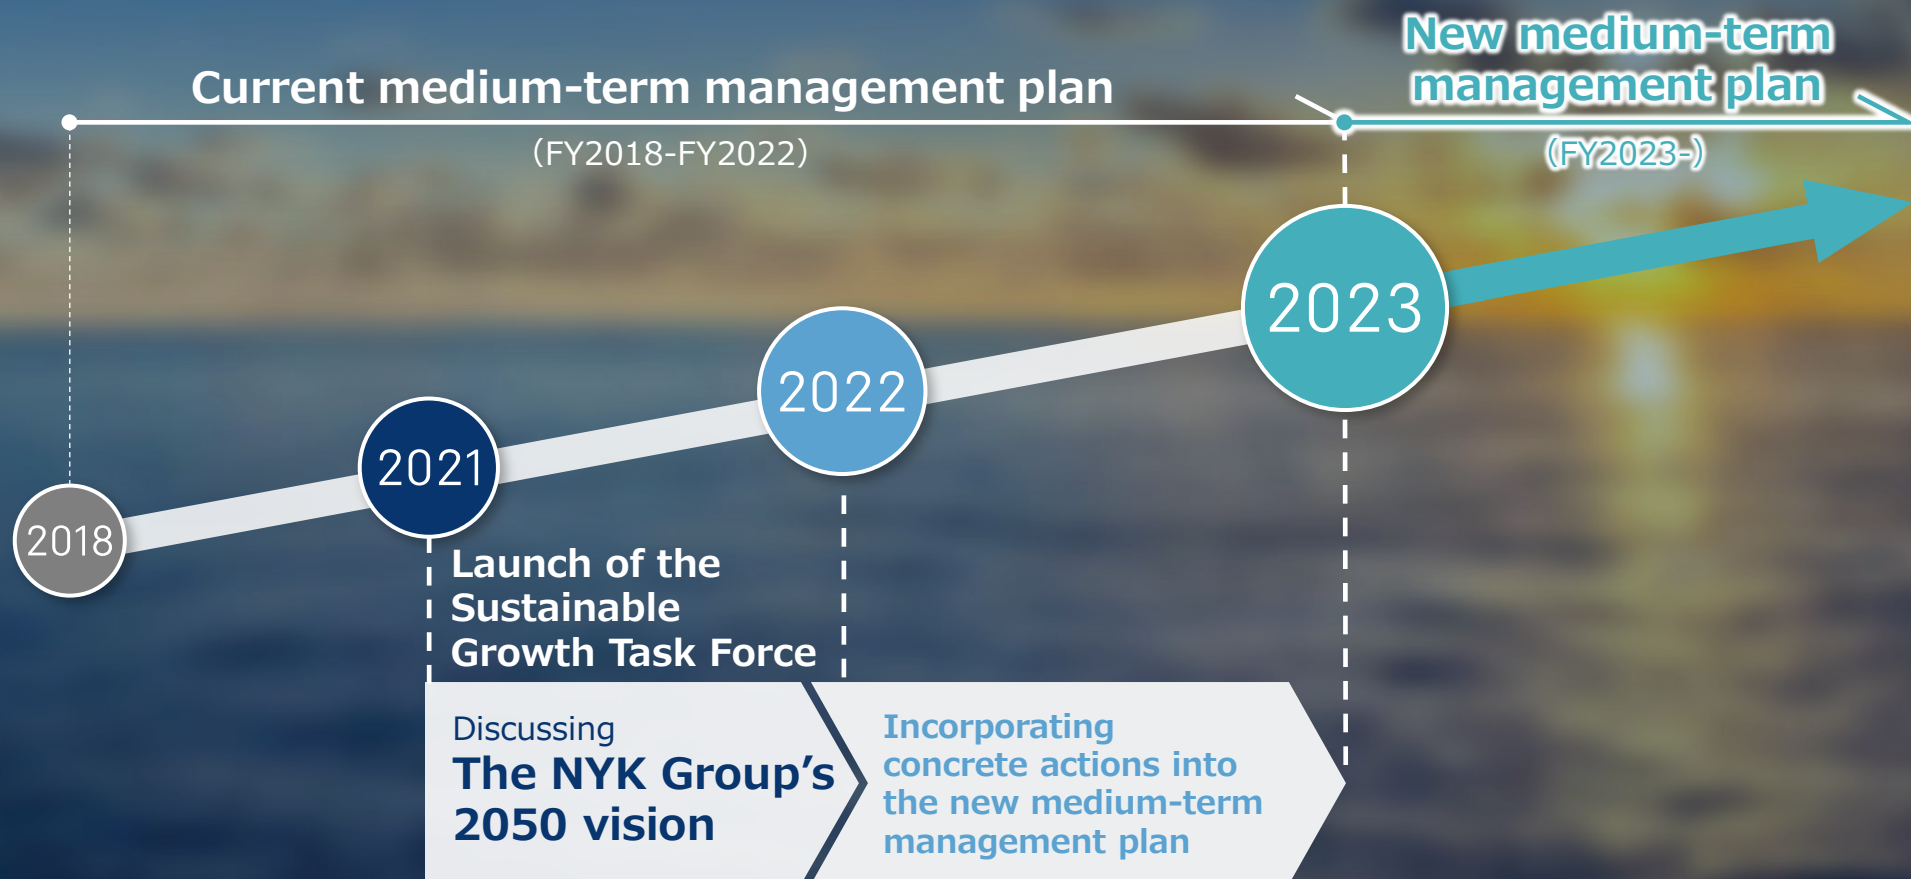 Current medium-term management plan
（FY2018-FY2022）
New medium-term
management plan
（FY2023-）
2018
2021
2022
2023
Launch of the
Sustainable
Growth Task Force
Discussing
The NYK Group’s
2050 vision
Incorporating
concrete actions into
the new medium-term
management plan